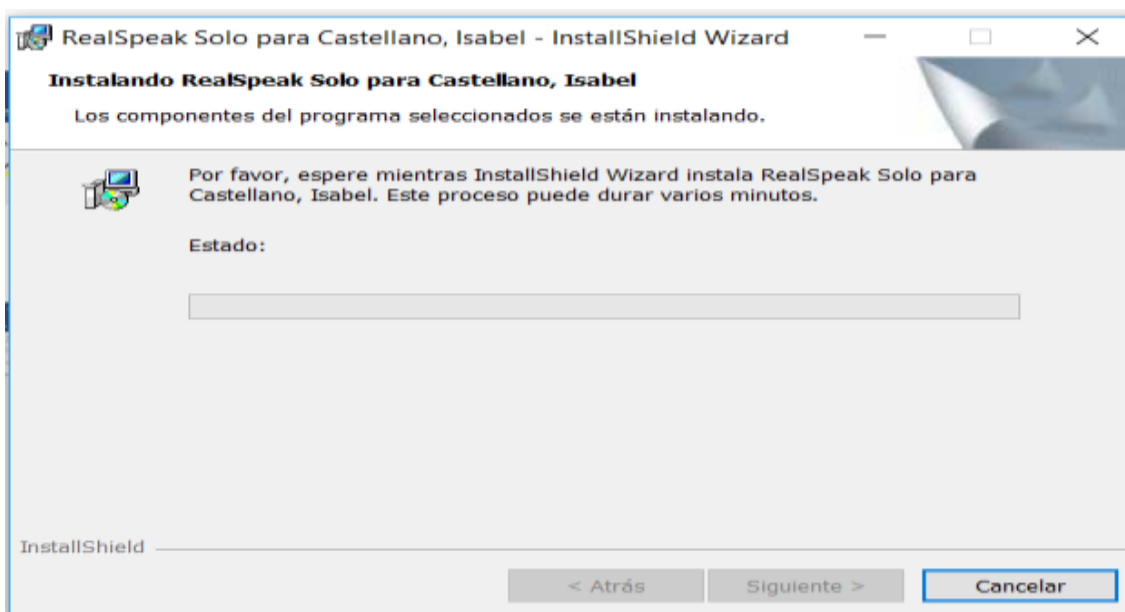 RealSpeak Solo para Castellano, Isabel - InstallShield Wizard
Instalando RealSpeak Solo para Castellano, Isabel
Los componentes del programa seleccionados se están instalando.
Por favor, espere mientras InstallShield Wizard instala RealSpeak Solo para
Castellano, Isabel. Este proceso puede durar varios minutos.
Estado:
InstallShield
< Atrás
Siguiente >
Cancelar